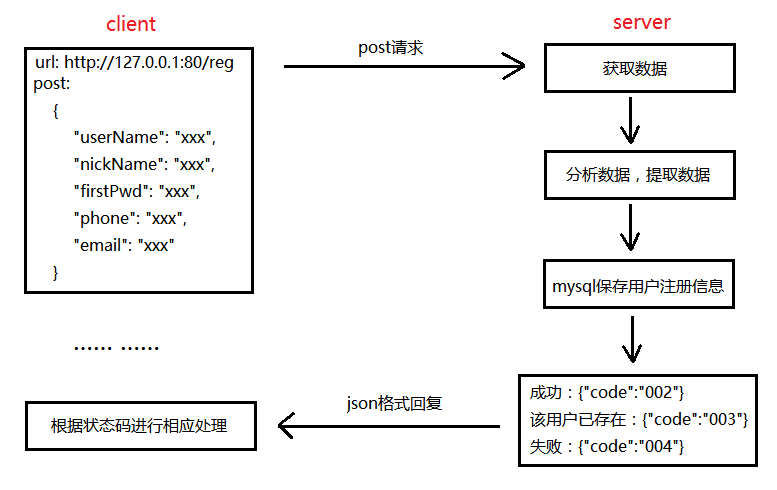 client
url: http://127.0.0.1:80/reg
post:
{
"userName": "xxx",
"nickName": "xxx",
"firstPwd": "xxx",
"phone": "xxx",
"email": "xxx"
}
post请求
server
获取数据
分析数据，提取数据
mysql保存用户注册信息
成功：{"code":"002"}
该用户已存在：{"code":"003"}
失败：{"code":"004"}
json格式回复
…… ……
根据状态码进行相应处理